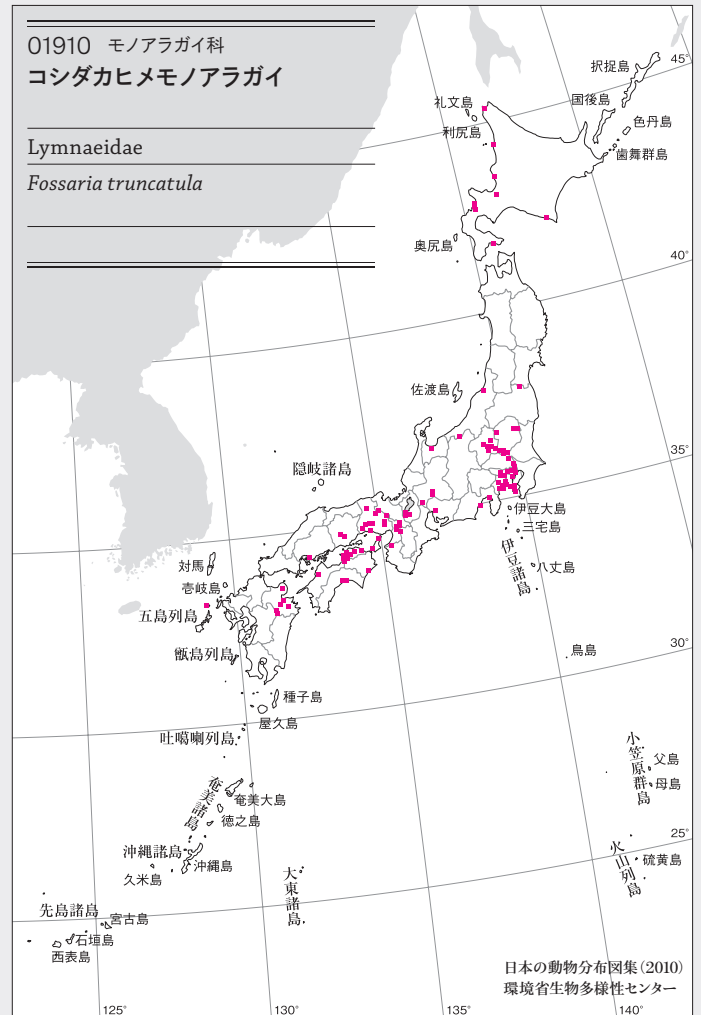 01910 モノアラガイ科
コシダカヒメモノアラガイ
Lymnaeidae
Fossaria truncatula
45°
択捉島
国後島
礼文島
色丹島
利尻島
歯舞群島
奥尻島
40°
佐渡島
35°
隠岐諸島
伊豆大島
三宅島
伊豆諸島
八丈島
対馬
壱岐島
五島列島
甑島列島
鳥島
30°
種子島
屋久島
吐噶喇列島
小笠原群島
父島
母島
奄美諸島
奄美大島
徳之島
25°
火山列島
硫黄島
沖縄諸島
沖縄島
久米島
大東諸島
先島諸島
宮古島
石垣島
西表島
日本の動物分布図集(2010)
環境省生物多様性センター
125°
130°
135°
140°